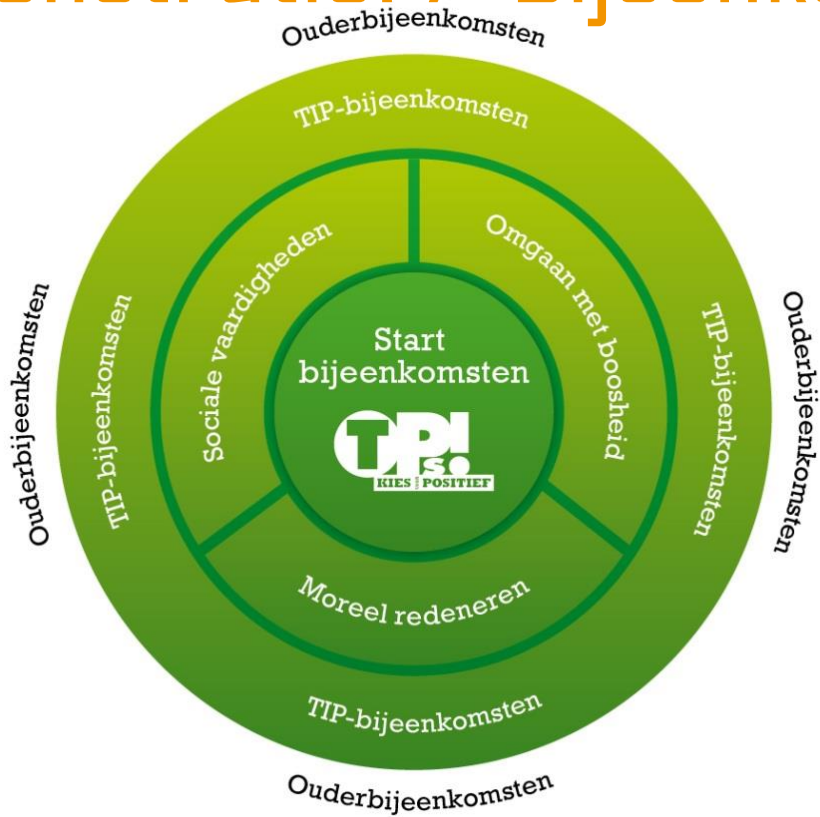 Ouderbijeenkomsten
TIP-bijeenkomsten
Sociale vaardigheden
Omgaan met boosheid
Start
bijeenkomsten
KIES VOOR POSITIEF
Moreel redeneren
TIP-bijeenkomsten
TIP-bijeenkomsten
TIP-bijeenkomsten
Ouderbijeenkomsten
Ouderbijeenkomsten
Ouderbijeenkomsten